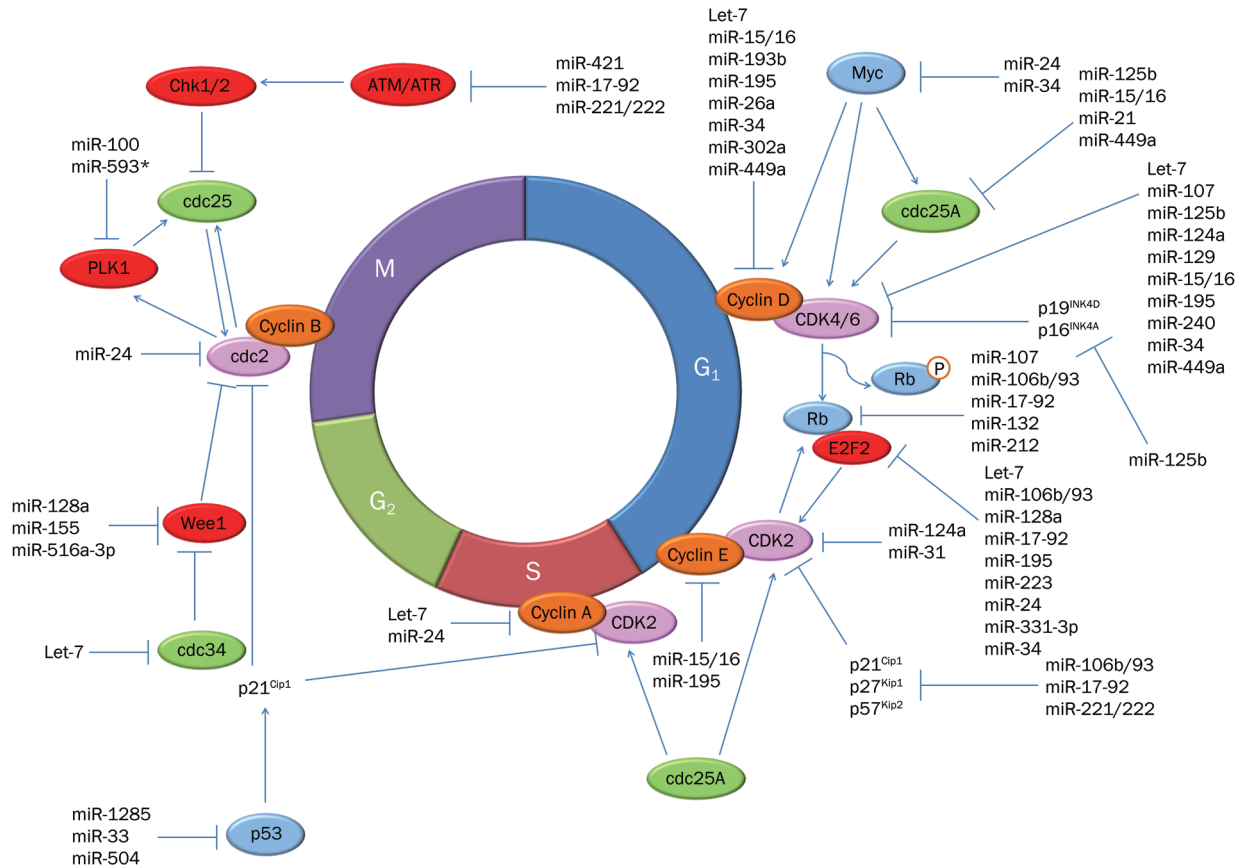 Let-7
miR-15/16
miR-193b
miR-195
miR-26a
miR-34
miR-302a
miR-449a
Chk1/2
ATM/ATR
miR-421
miR-17-92
miR-221/222
Myc
miR-24
miR-34
miR-125b
miR-15/16
miR-21
miR-449a
miR-100
miR-593*
cdc25
PLK1
cdc25A
Let-7
miR-107
miR-125b
miR-124a
miR-129
miR-15/16
miR-195
miR-240
miR-34
miR-449a
M
G₁
G₂
S
Cyclin B
cdc2
miR-24
Cyclin D
CDK4/6
p19ᴵᴺᴷ⁴ᴰ
p16ᴵᴺᴷ⁴ᴬ
Rb
P
Rb
E2F2
miR-107
miR-106b/93
miR-17-92
miR-132
miR-212
miR-125b
Let-7
miR-106b/93
miR-128a
miR-17-92
miR-195
miR-223
miR-24
miR-331-3p
miR-34
miR-128a
miR-155
miR-516a-3p
Wee1
Cyclin E
CDK2
miR-124a
miR-31
Let-7
miR-24
Cyclin A
CDK2
Let-7
cdc34
miR-15/16
miR-195
p21ᶜⁱᵖ¹
p21ᶜⁱᵖ¹
p27ᴷⁱᵖ¹
p57ᴷⁱᵖ²
miR-106b/93
miR-17-92
miR-221/222
cdc25A
miR-1285
miR-33
miR-504
p53